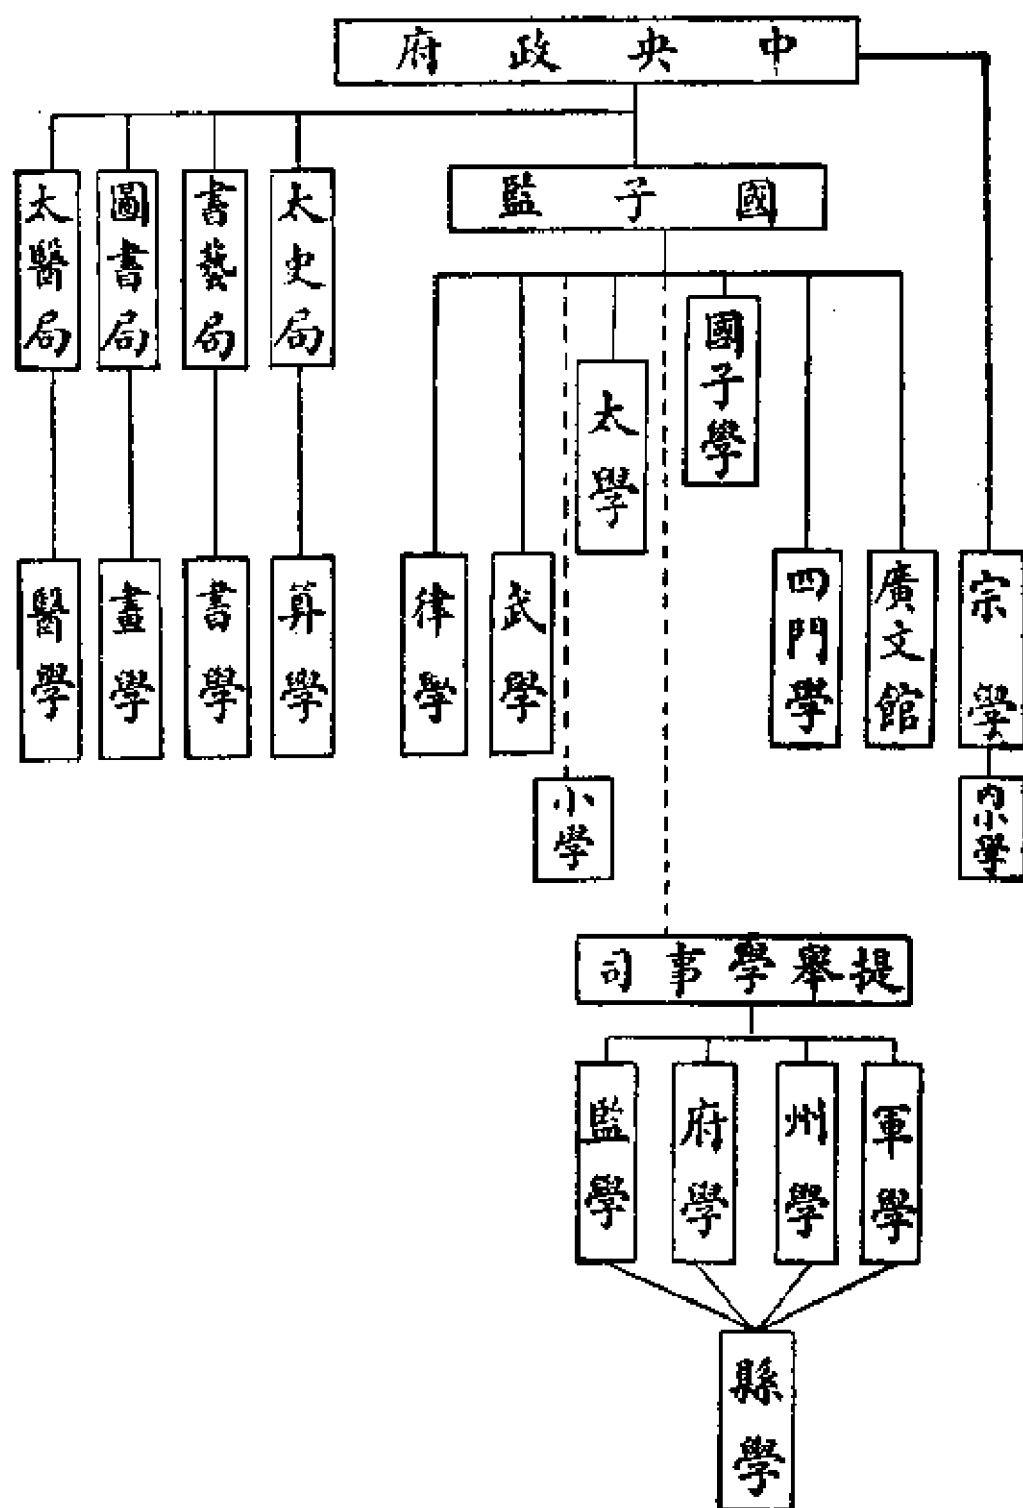 中央政府
國子監
太史局
書藝局
圖書局
太醫局
國子學
太學
宗學
廣文館
四門學
武學
律學
算學
書學
畫學
醫學
內小學
小學
提舉學事司
軍學
州學
府學
監學
縣學